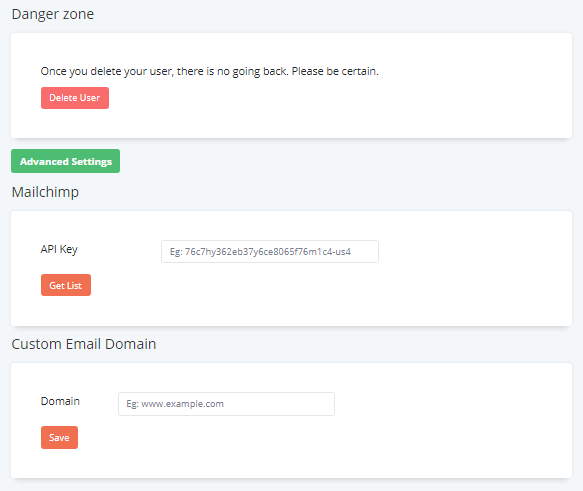 Danger zone
Once you delete your user, there is no going back. Please be certain.
Delete User
Advanced Settings
Mailchimp
API Key
Eg: 76c7hy362eb37y6ce8065f76m1c4-us4
Get List
Custom Email Domain
Domain
Eg: www.example.com
Save